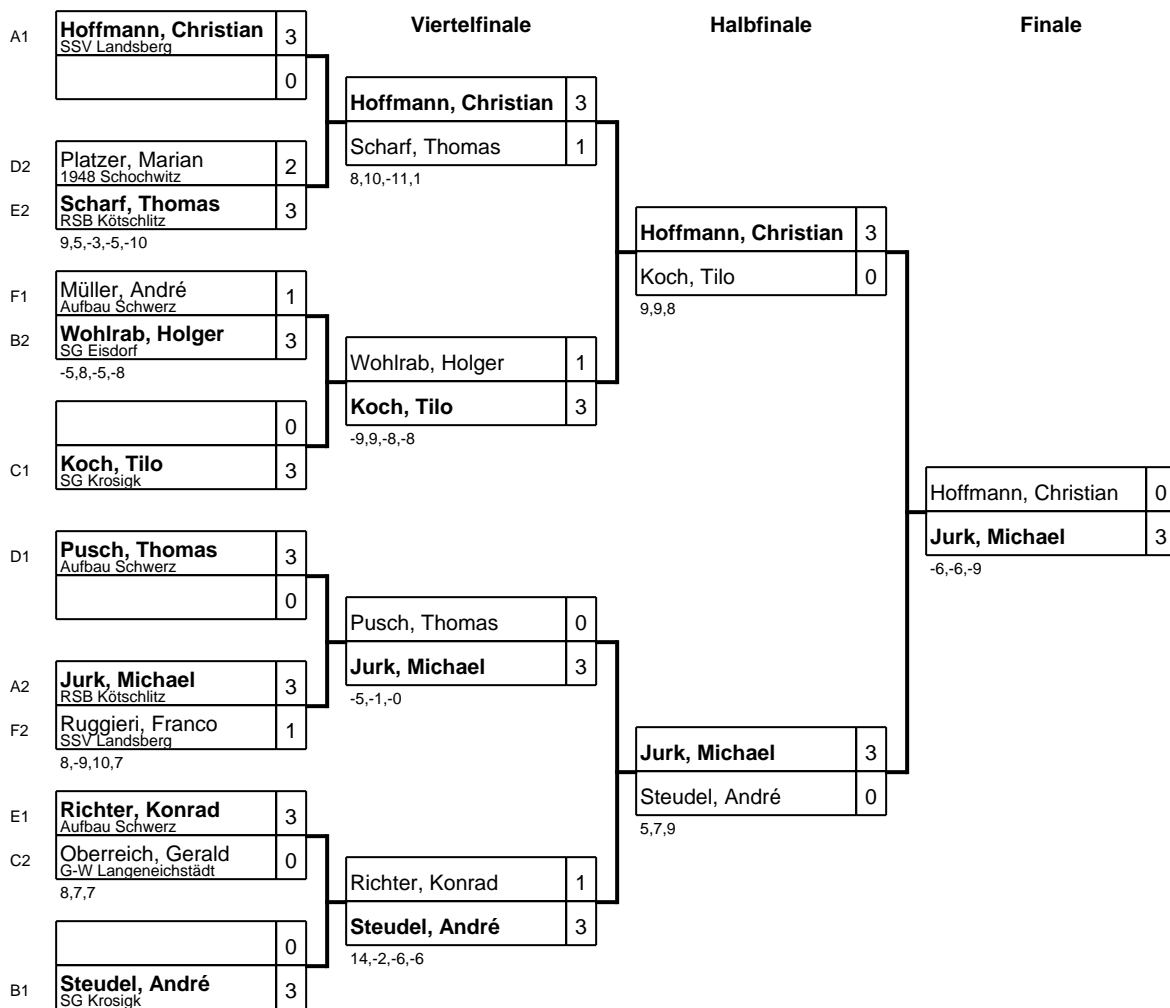 Viertelfinale Halbfinale Finale
A1 Hoffmann, Christian 3
SSV Landsberg
0
D2 Platzer, Marian 2
1948 Schochwitz
E2 Scharf, Thomas 3
RSB Kötschlitz
9,5,-3,-5,-10
F1 Müller, André 1
Aufbau Schwerz
B2 Wohlrab, Holger 3
SG Eisdorf
-5,8,-5,-8
0
C1 Koch, Tilo 3
SG Krosigk
D1 Pusch, Thomas 3
Aufbau Schwerz
0
A2 Jurk, Michael 3
RSB Kötschlitz
F2 Ruggieri, Franco 1
SSV Landsberg
8,-9,10,7
E1 Richter, Konrad 3
Aufbau Schwerz
C2 Oberreich, Gerald 0
G-W Langeneichstädt
8,7,7
0
B1 Steudel, André 3
SG Krosigk
Hoffmann, Christian 3
Scharf, Thomas 1
8,10,-11,1
Wohlrab, Holger 1
Koch, Tilo 3
-9,9,-8,-8
Pusch, Thomas 0
Jurk, Michael 3
-5,-1,-0
Richter, Konrad 1
Steudel, André 3
14,-2,-6,-6
Hoffmann, Christian 3
Koch, Tilo 0
9,9,8
Jurk, Michael 3
Steudel, André 0
5,7,9
Hoffmann, Christian 0
Jurk, Michael 3
-6,-6,-9